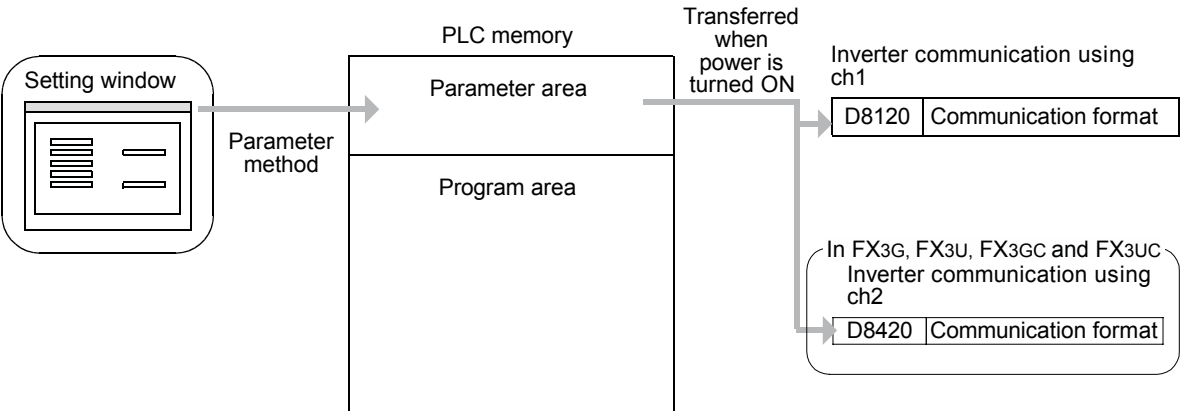 Setting window
Parameter
method
PLC memory
Parameter area
Program area
Transferred
when
power is
turned ON
Inverter communication using
ch1
D8120 Communication format
In FX3G, FX3U, FX3GC and FX3UC
Inverter communication using
ch2
D8420 Communication format